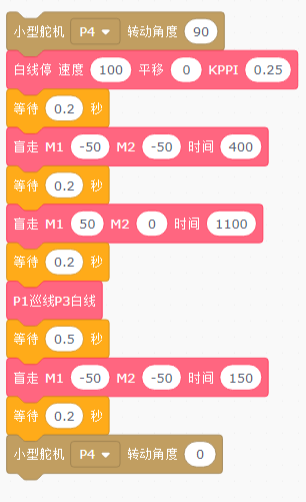 小型舵机 P4 转动角度 90
白线停 速度 100 平移 0 KPPI 0.25
等待 0.2 秒
盲走 M1 -50 M2 -50 时间 400
等待 0.2 秒
盲走 M1 50 M2 0 时间 1100
等待 0.2 秒
P1巡线P3白线
等待 0.5 秒
盲走 M1 -50 M2 -50 时间 150
等待 0.2 秒
小型舵机 P4 转动角度 0